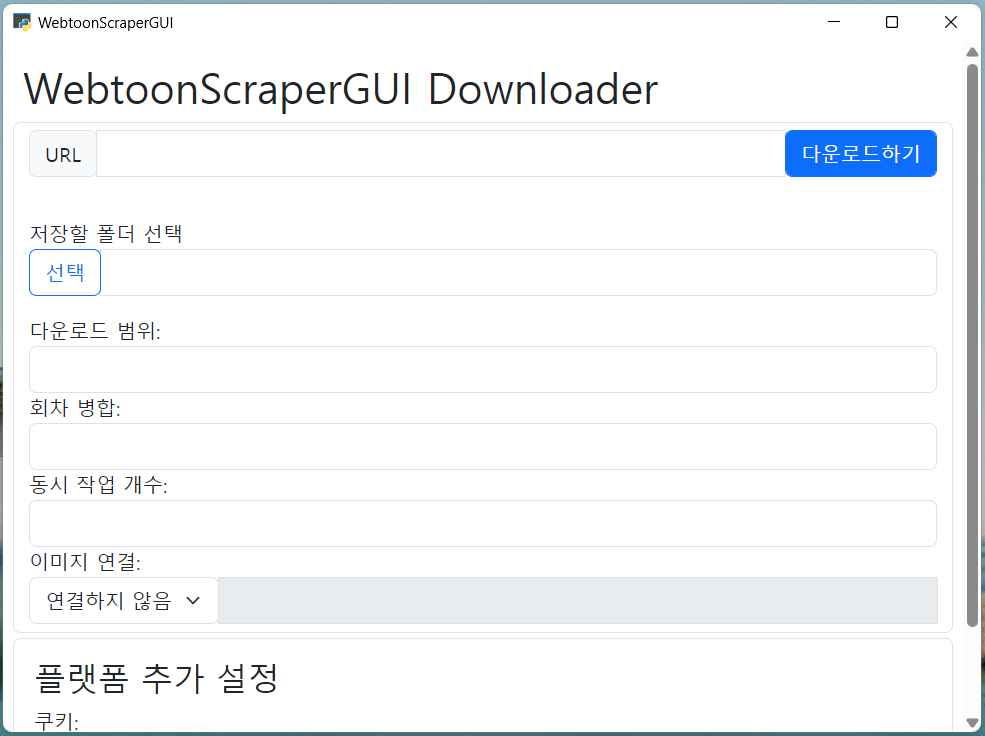 WebtoonScraperGUI
WebtoonScraperGUI Downloader
URL 다운로드하기
저장할 폴더 선택
선택
다운로드 범위:
회차 병합:
동시 작업 개수:
이미지 연결:
연결하지 않음
플랫폼 추가 설정
쿠키: